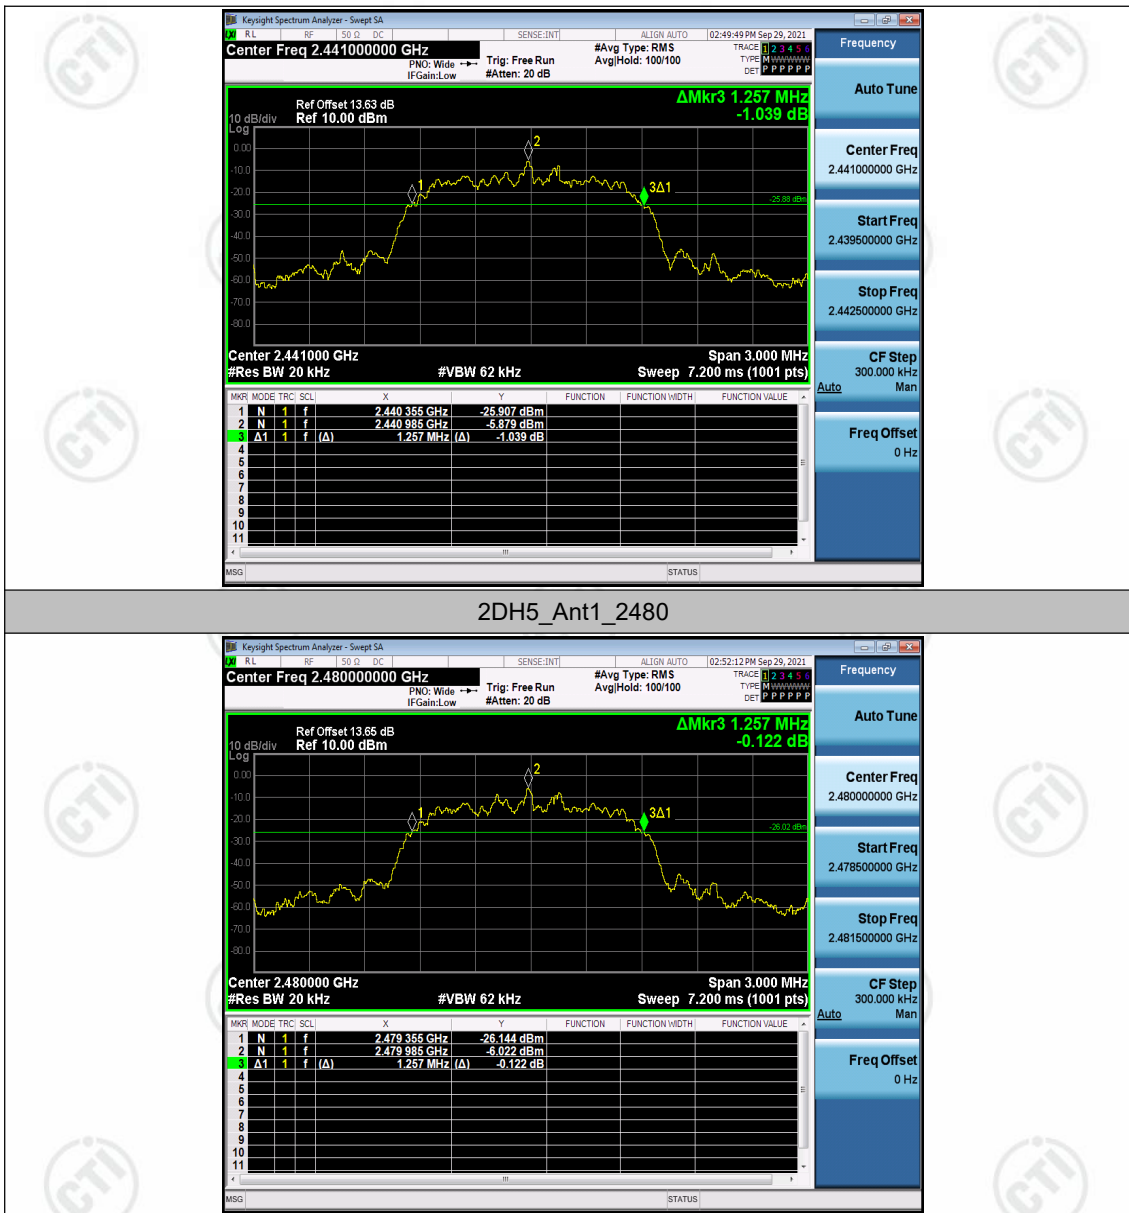 Keysight Spectrum Analyzer - Swept SA
LXI RL RF 50 Ω DC SENSE:INT ALIGN AUTO 02:49:49 PM Sep 29, 2021
Center Freq 2.441000000 GHz
PNO: Wide
IFGain:Low
Trig: Free Run
#Atten: 20 dB
#Avg Type: RMS
Avg|Hold: 100/100
TRACE 1 2 3 4 5 6
TYPE M W W W W W
DET P P P P P P
Frequency
Auto Tune
Center Freq
2.441000000 GHz
Start Freq
2.439500000 GHz
Stop Freq
2.442500000 GHz
CF Step
300.000 kHz
Auto Man
Freq Offset
0 Hz
ΔMkr3 1.257 MHz
-1.039 dB
Ref Offset 13.63 dB
10 dB/div Ref 10.00 dBm
Log
0.00
-10.0
-20.0
-30.0
-40.0
-50.0
-60.0
-70.0
-80.0
1
2
3Δ1
-25.88 dBm
Center 2.441000 GHz Span 3.000 MHz
#Res BW 20 kHz #VBW 62 kHz Sweep 7.200 ms (1001 pts)
MKR MODE TRC SCL X Y FUNCTION FUNCTION WIDTH FUNCTION VALUE
1 N 1 f 2.440 355 GHz -25.907 dBm
2 N 1 f 2.440 985 GHz -5.879 dBm
3 Δ1 1 f (Δ) 1.257 MHz (Δ) -1.039 dB
4
5
6
7
8
9
10
11
MSG STATUS
2DH5_Ant1_2480
Keysight Spectrum Analyzer - Swept SA
LXI RL RF 50 Ω DC SENSE:INT ALIGN AUTO 02:52:12 PM Sep 29, 2021
Center Freq 2.480000000 GHz
PNO: Wide
IFGain:Low
Trig: Free Run
#Atten: 20 dB
#Avg Type: RMS
Avg|Hold: 100/100
TRACE 1 2 3 4 5 6
TYPE M W W W W W
DET P P P P P P
Frequency
Auto Tune
Center Freq
2.480000000 GHz
Start Freq
2.478500000 GHz
Stop Freq
2.481500000 GHz
CF Step
300.000 kHz
Auto Man
Freq Offset
0 Hz
ΔMkr3 1.257 MHz
-0.122 dB
Ref Offset 13.65 dB
10 dB/div Ref 10.00 dBm
Log
0.00
-10.0
-20.0
-30.0
-40.0
-50.0
-60.0
-70.0
-80.0
1
2
3Δ1
-26.02 dBm
Center 2.480000 GHz Span 3.000 MHz
#Res BW 20 kHz #VBW 62 kHz Sweep 7.200 ms (1001 pts)
MKR MODE TRC SCL X Y FUNCTION FUNCTION WIDTH FUNCTION VALUE
1 N 1 f 2.479 355 GHz -26.144 dBm
2 N 1 f 2.479 985 GHz -6.022 dBm
3 Δ1 1 f (Δ) 1.257 MHz (Δ) -0.122 dB
4
5
6
7
8
9
10
11
MSG STATUS
CTI
CTI
CTI
CTI
CTI
CTI
CTI
CTI